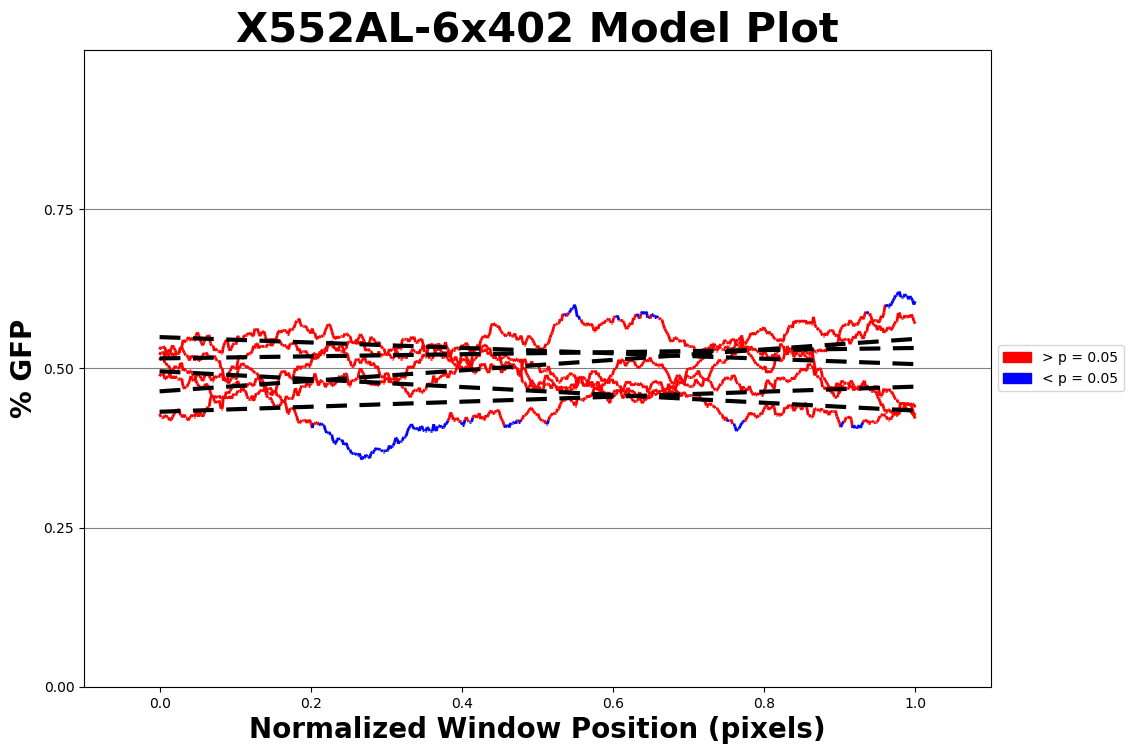 X552AL-6x402 Model Plot
% GFP
0.75
0.50
0.25
0.00
0.0 0.2 0.4 0.6 0.8 1.0
Normalized Window Position (pixels)
> p = 0.05
< p = 0.05